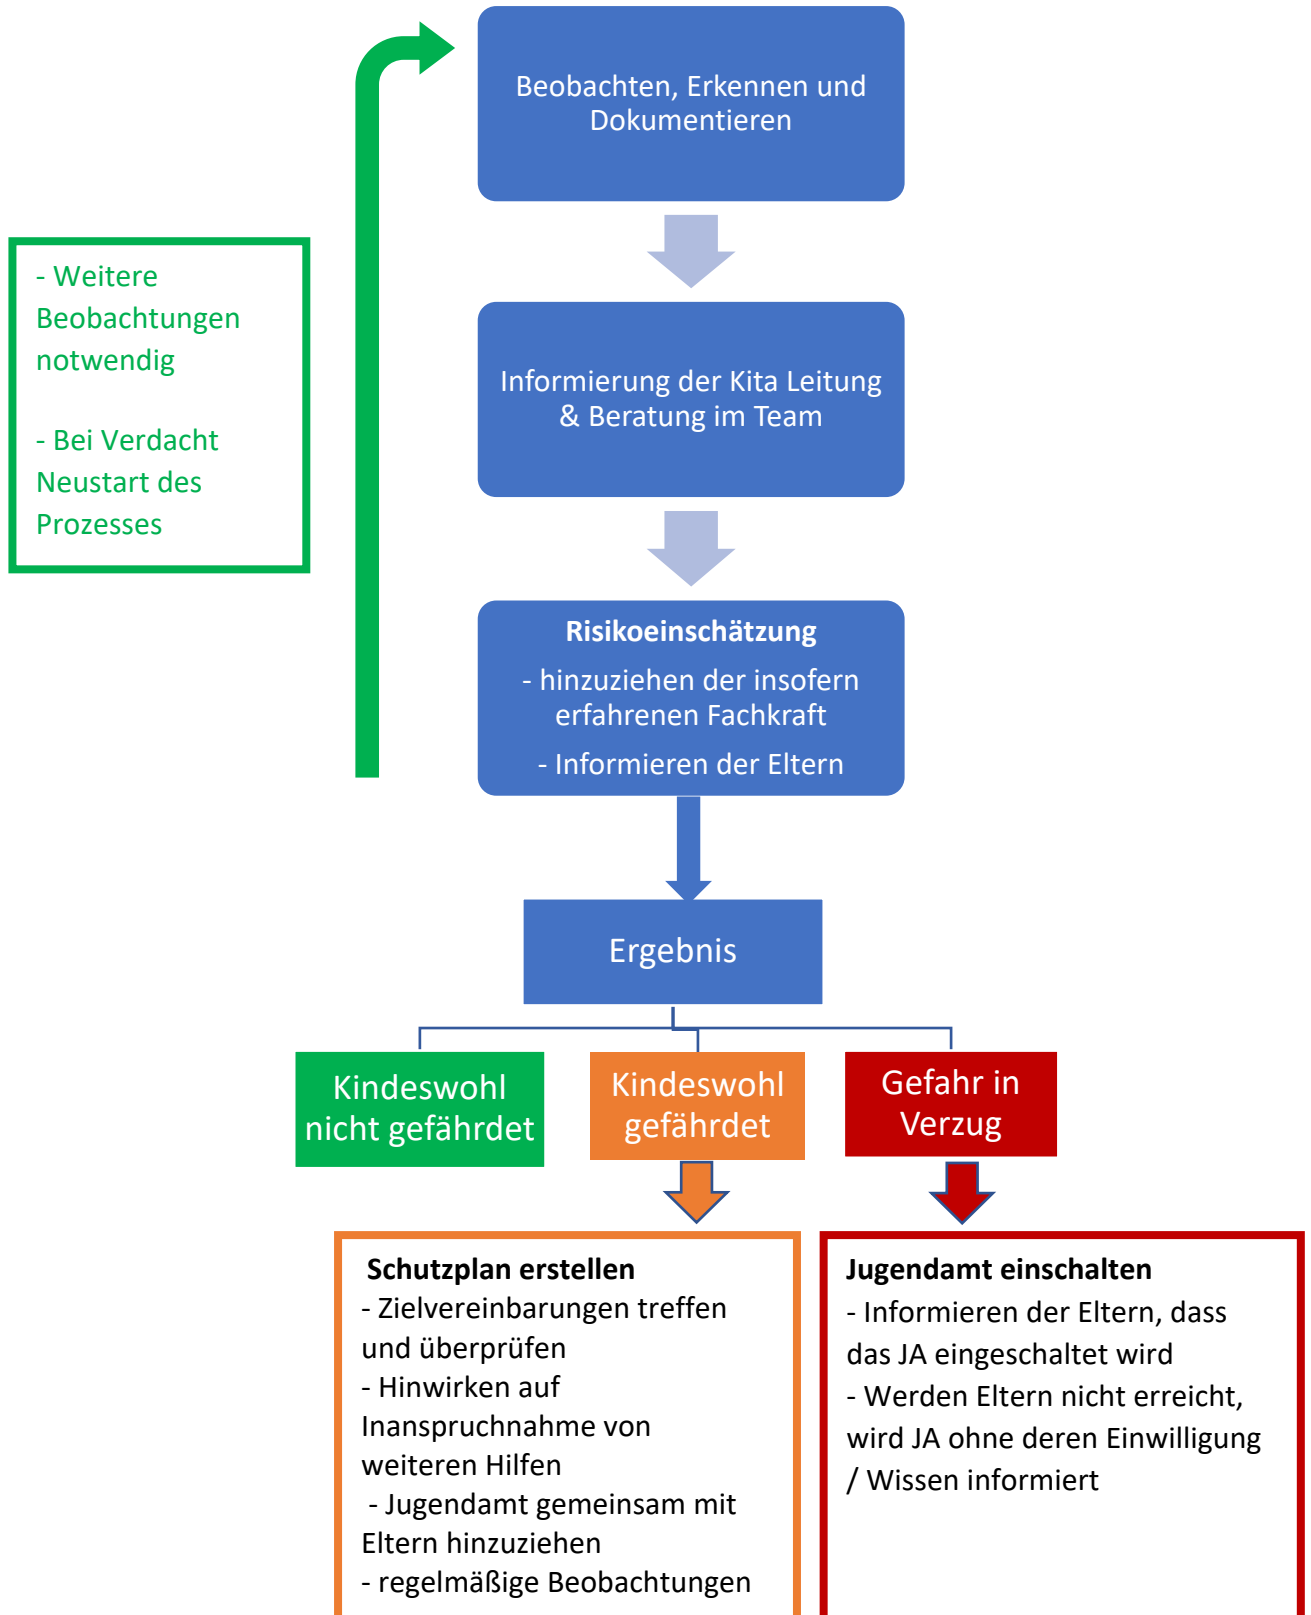 Beobachten, Erkennen und
Dokumentieren
- Weitere
Beobachtungen
notwendig
- Bei Verdacht
Neustart des
Prozesses
Informierung der Kita Leitung
& Beratung im Team
Risikoeinschätzung
- hinzuziehen der insofern
erfahrenen Fachkraft
- Informieren der Eltern
Ergebnis
Kindeswohl
nicht gefährdet
Kindeswohl
gefährdet
Gefahr in
Verzug
Schutzplan erstellen
- Zielvereinbarungen treffen
und überprüfen
- Hinwirken auf
Inanspruchnahme von
weiteren Hilfen
- Jugendamt gemeinsam mit
Eltern hinzuziehen
- regelmäßige Beobachtungen
Jugendamt einschalten
- Informieren der Eltern, dass
das JA eingeschaltet wird
- Werden Eltern nicht erreicht,
wird JA ohne deren Einwilligung
/ Wissen informiert